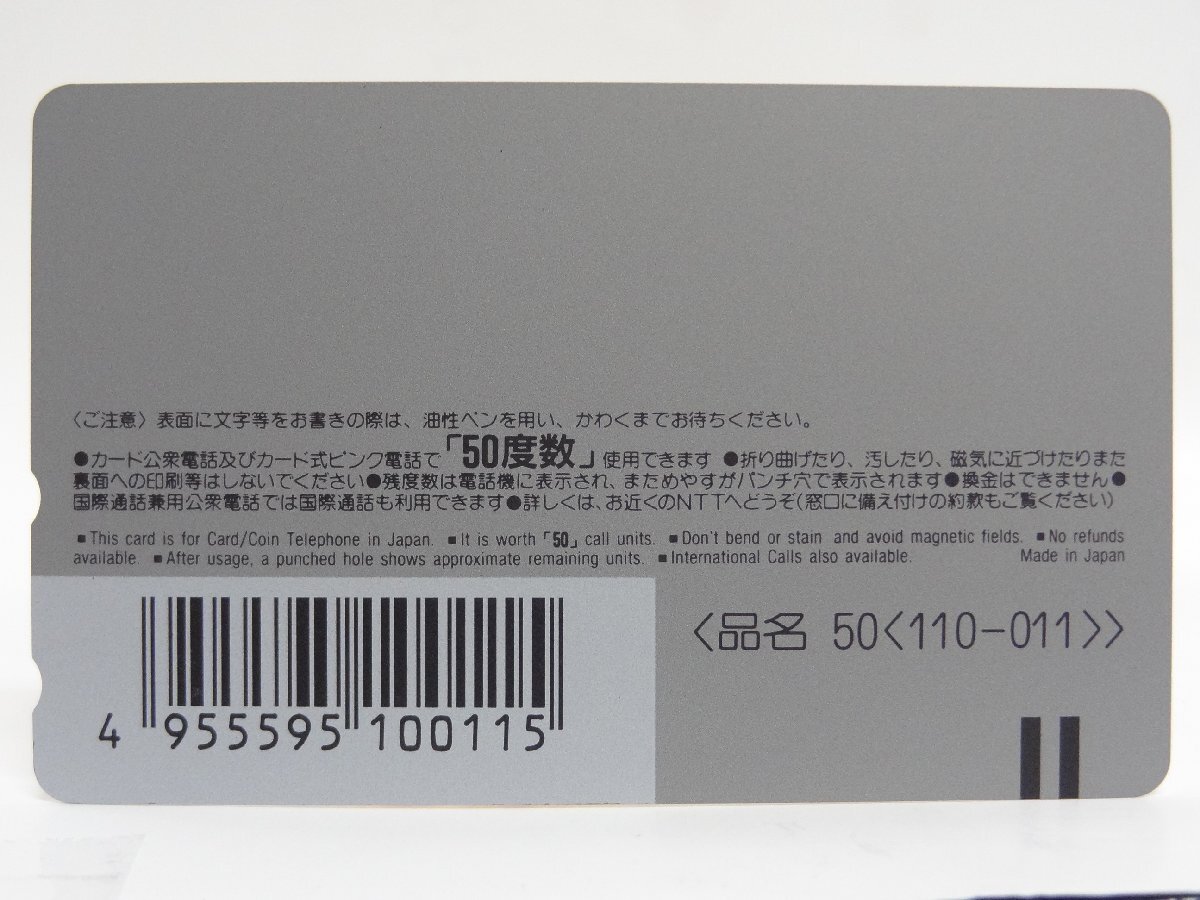 〈ご注意〉表面に文字等をお書きの際は、油性ペンを用い、かわくまでお待ちください。
●カード公衆電話及びカード式ピンク電話で「50度数」使用できます ●折り曲げたり、汚したり、磁気に近づけたりまた
裏面への印刷等はしないでください●残度数は電話機に表示され、まためやすがパンチ穴で表示されます●換金はできません●
国際通話兼用公衆電話では国際通話も利用できます●詳しくは、お近くのNTTへどうぞ(窓口に備え付けの約款もご覧ください)
■This card is for Card/Coin Telephone in Japan. ■It is worth「50」call units. ■Don't bend or stain and avoid magnetic fields. ■No refunds
available. ■After usage, a punched hole shows approximate remaining units. ■International Calls also available. Made in Japan
〈品名 50〈110-011〉〉
4 955595 100115